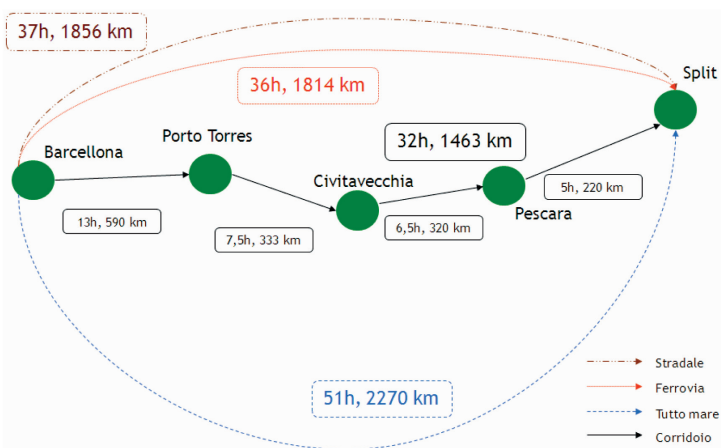 37h, 1856 km
36h, 1814 km
Split
Barcellona
Porto Torres
32h, 1463 km
Civitavecchia
Pescara
13h, 590 km
7,5h, 333 km
6,5h, 320 km
5h, 220 km
51h, 2270 km
Stradale
Ferrovia
Tutto mare
Corridoio